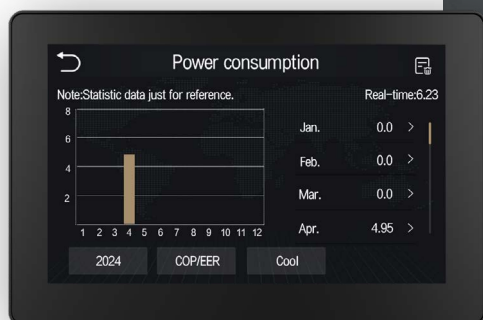 Power consumption
Note:Statistic data just for reference.
Real-time:6.23
8
6
4
2
1 2 3 4 5 6 7 8 9 10 11 12
Jan. 0.0 >
Feb. 0.0 >
Mar. 0.0 >
Apr. 4.95 >
2024
COP/EER
Cool